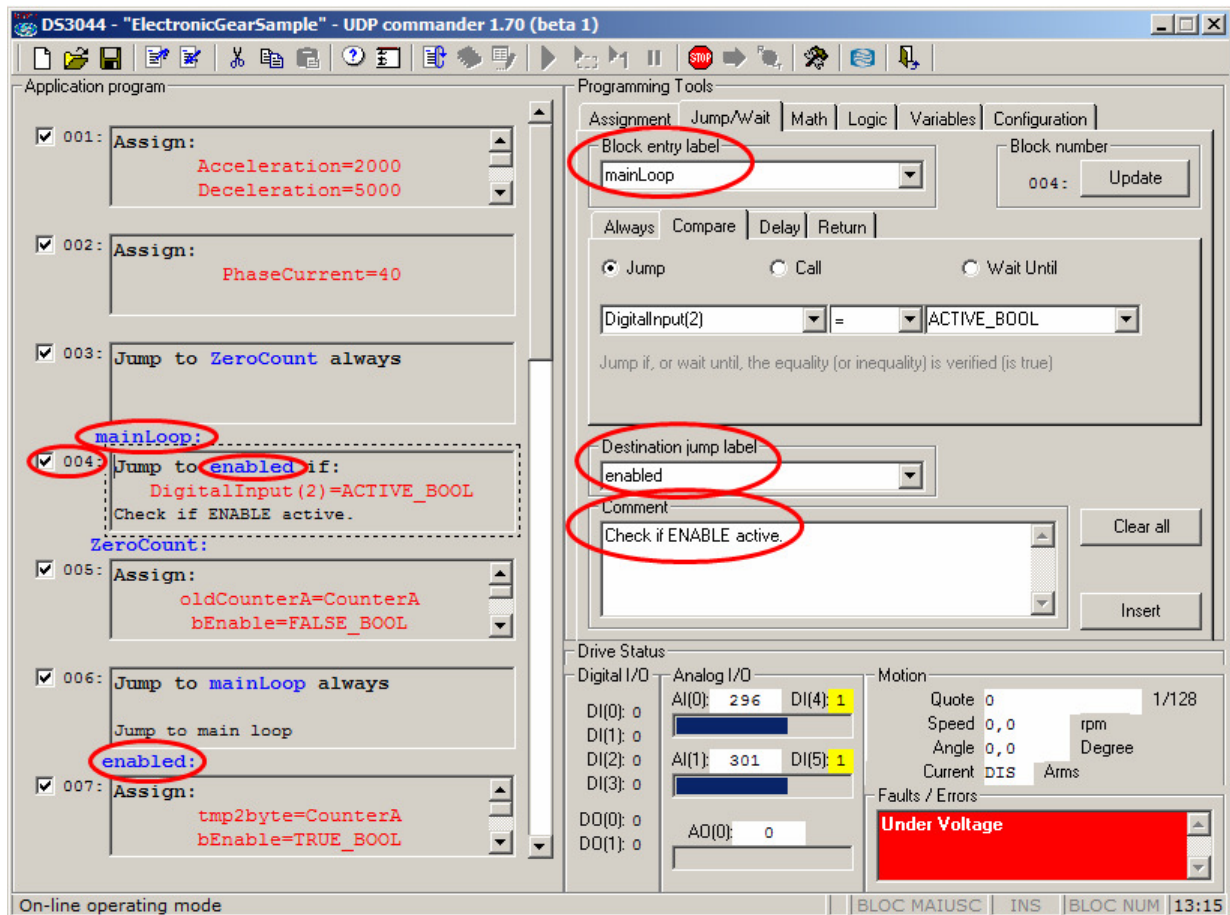 DS3044 - "ElectronicGearSample" - UDP commander 1.70 (beta 1)
STOP
Application program
001:
Assign:
Acceleration=2000
Deceleration=5000
002:
Assign:
PhaseCurrent=40
003:
Jump to ZeroCount always
mainLoop:
004:
Jump to enabled if:
DigitalInput(2)=ACTIVE_BOOL
Check if ENABLE active.
ZeroCount:
005:
Assign:
oldCounterA=CounterA
bEnable=FALSE_BOOL
006:
Jump to mainLoop always
Jump to main loop
enabled:
007:
Assign:
tmp2byte=CounterA
bEnable=TRUE_BOOL
Programming Tools
Assignment Jump/Wait Math Logic Variables Configuration
Block entry label
mainLoop
Block number
004: Update
Always Compare Delay Return
Jump Call Wait Until
DigitalInput(2) = ACTIVE_BOOL
Jump if, or wait until, the equality (or inequality) is verified (is true)
Destination jump label
enabled
Comment
Check if ENABLE active.
Clear all
Insert
Drive Status
Digital I/O
DI(0): 0
DI(1): 0
DI(2): 0
DI(3): 0
DO(0): 0
DO(1): 0
Analog I/O
AI(0): 296 DI(4): 1
AI(1): 301 DI(5): 1
AO(0): 0
Motion
Quote 0 1/128
Speed 0,0 rpm
Angle 0,0 Degree
Current DIS Arms
Faults / Errors
Under Voltage
On-line operating mode
BLOC MAIUSC INS BLOC NUM 13:15